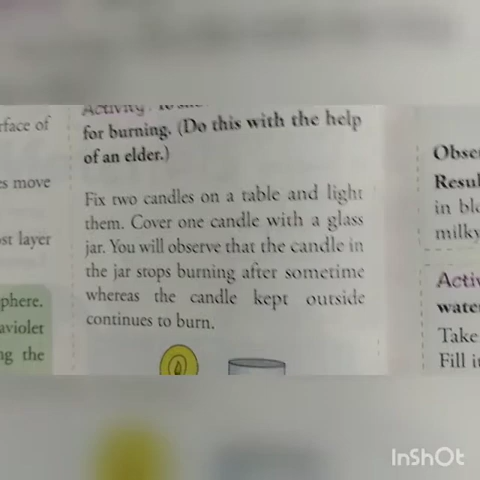 rface of
es move
st layer
phere.
aviolet
ng the
Activity
for burning. (Do this with the help
of an elder.)
Fix two candles on a table and light
them. Cover one candle with a glass
jar. You will observe that the candle in
the jar stops burning after sometime
whereas the candle kept outside
continues to burn.
Obse
Resul
in blo
milky
Activ
wate
Take
Fill i
InShOt